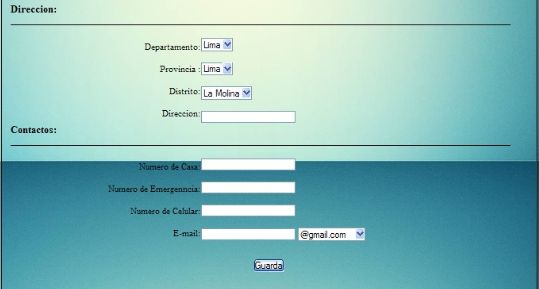 Direccion:
Departamento: Lima
Provincia : Lima
Distrito: La Molina
Direccion:
Contactos:
Numero de Casa:
Numero de Emergenncia:
Numero de Celular:
E-mail: @gmail.com
Guarda